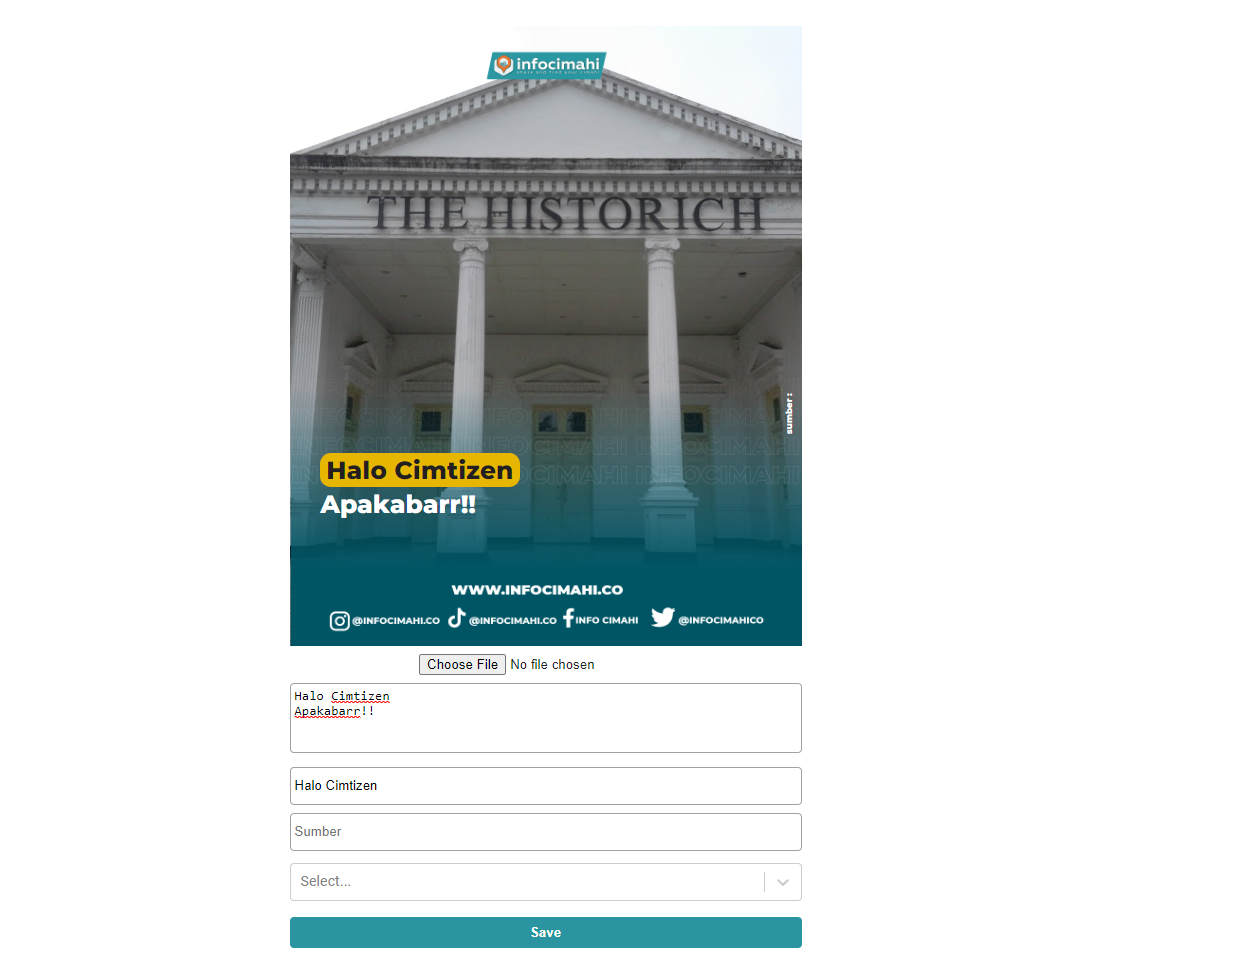 infocimahi
share and find your cimahi
THE HISTORICH
sumber :
INFOCIMAHI INFOCIMAHI INFOCIMAHI
INFOCIMAHI INFOCIMAHI INFOCIMAHI
Halo Cimtizen
Apakabarr!!
WWW.INFOCIMAHI.CO
@INFOCIMAHI.CO @INFOCIMAHI.CO INFO CIMAHI @INFOCIMAHICO
Choose File No file chosen
Halo Cimtizen
Apakabarr!!
Halo Cimtizen
Sumber
Select...
Save